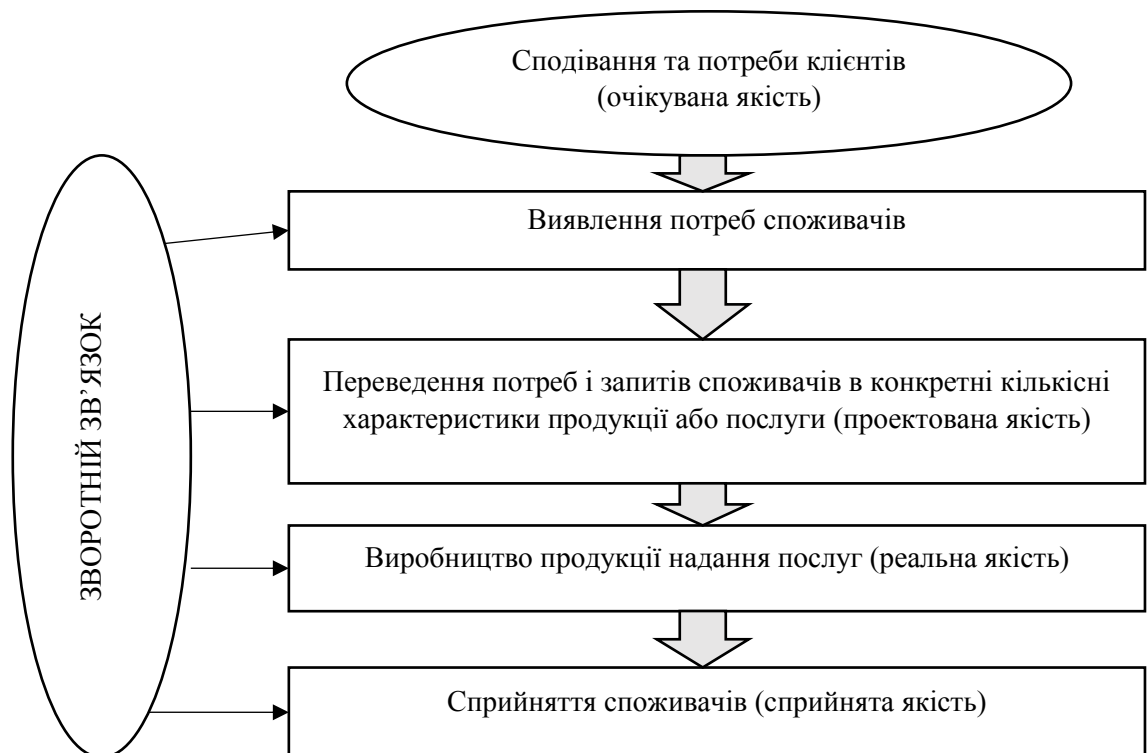 Сподівання та потреби клієнтів
(очікувана якість)
Виявлення потреб споживачів
ЗВОРОТНІЙ ЗВ’ЯЗОК
Переведення потреб і запитів споживачів в конкретні кількісні
характеристики продукції або послуги (проектована якість)
Виробництво продукції надання послуг (реальна якість)
Сприйняття споживачів (сприйнята якість)